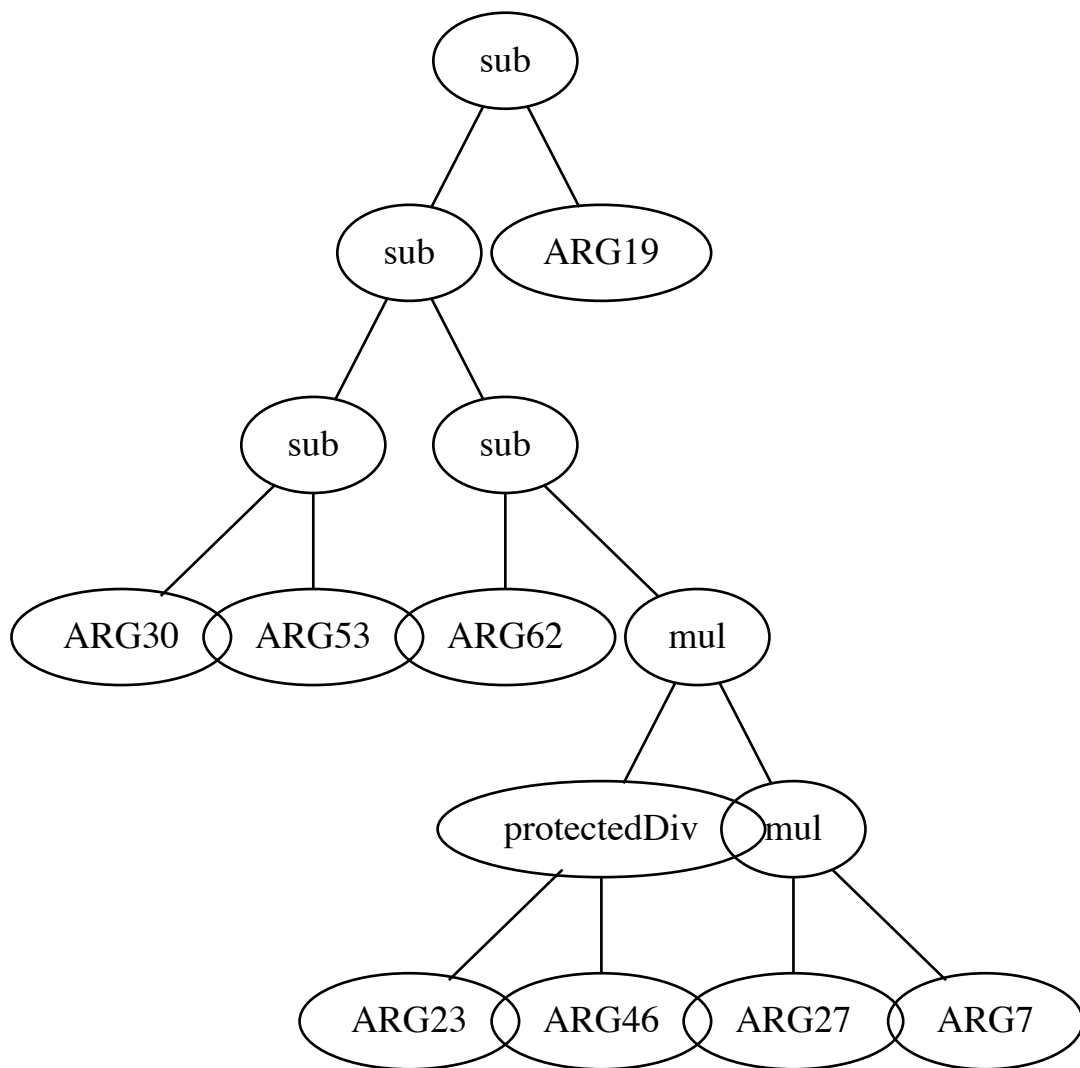 sub
sub ARG19
sub sub
ARG30 ARG53 ARG62 mul
protectedDiv mul
ARG23 ARG46 ARG27 ARG7